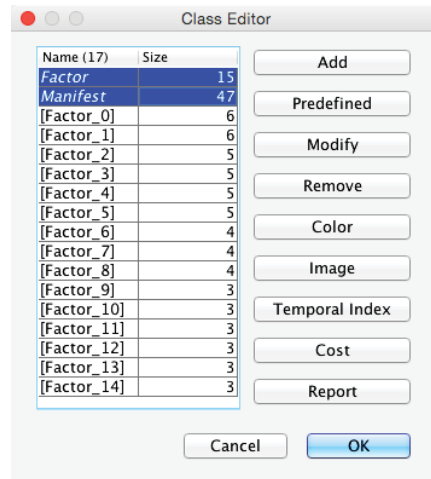 Class Editor
Name (17) Size
Factor 15
Manifest 47
[Factor_0] 6
[Factor_1] 6
[Factor_2] 5
[Factor_3] 5
[Factor_4] 5
[Factor_5] 5
[Factor_6] 4
[Factor_7] 4
[Factor_8] 4
[Factor_9] 3
[Factor_10] 3
[Factor_11] 3
[Factor_12] 3
[Factor_13] 3
[Factor_14] 3
Add
Predefined
Modify
Remove
Color
Image
Temporal Index
Cost
Report
Cancel OK